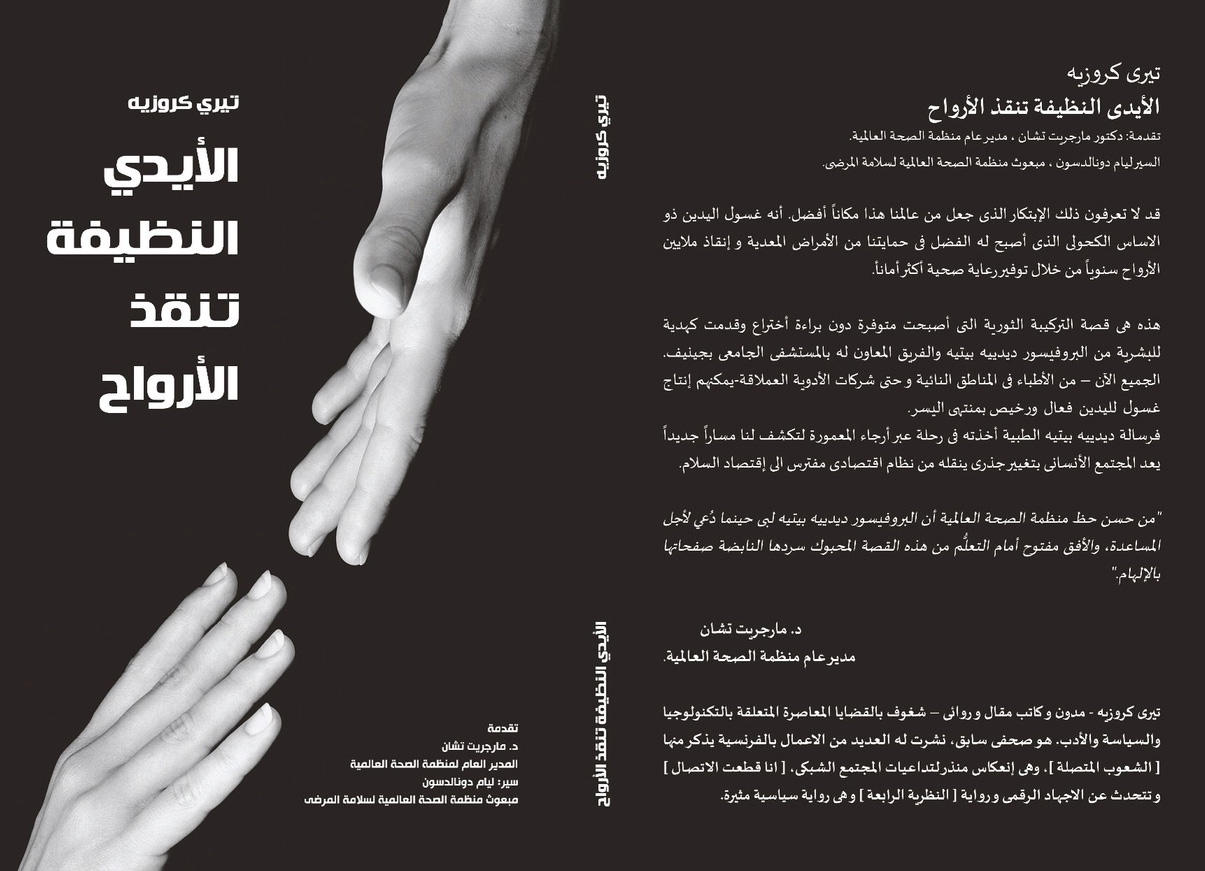 تيري كروزيه
الأيدي
النظيفة
تنقذ
الأرواح
تقدمة
د. مارجريت تشان
المدير العام لمنظمة الصحة العالمية
سير: ليام دونالدسون
مبعوث منظمة الصحة العالمية لسلامة المرضى
تيري كروزيه
الأيدي النظيفة تنقذ الأرواح
تيرى كروزيه
الأيدى النظيفة تنقذ الأرواح
تقدمة: دكتور مارجريت تشان ، مدير عام منظمة الصحة العالمية.
السير ليام دونالدسون ، مبعوث منظمة الصحة العالمية لسلامة المرضى.
قد لا تعرفون ذلك الإبتكار الذى جعل من عالمنا هذا مكاناً أفضل. أنه غسول اليدين ذو
الاساس الكحولى الذى أصبح له الفضل فى حمايتنا من الأمراض المعدية و إنقاذ ملايين
الأرواح سنوياً من خلال توفير رعاية صحية أكثر أماناً.
هذه هى قصة التركيبة الثورية التى أصبحت متوفرة دون براءة أختراع وقدمت كهدية
للبشرية من البروفيسور ديدييه بيتيه والفريق المعاون له بالمستشفى الجامعى بجينيف.
الجميع الآن – من الأطباء فى المناطق النائية و حتى شركات الأدوية العملاقة-يمكنهم إنتاج
غسول لليدين فعال ورخيص بمنتهى اليسر.
فرسالة ديدييه بيتيه الطبية أخذته فى رحلة عبر أرجاء المعمورة لتكشف لنا مساراً جديداً
يعد المجتمع الأنسانى بتغيير جذرى ينقله من نظام اقتصادى مفترس الى إقتصاد السلام.
"من حسن حظ منظمة الصحة العالمية أن البروفيسور ديدييه بيتيه لبى حينما دُعي لأجل
المساعدة، والأفق مفتوح أمام التعلُّم من هذه القصة المحبوك سردها النابضة صفحاتها
بالإلهام."
د. مارجريت تشان
مدير عام منظمة الصحة العالمية.
تيرى كروزيه - مدون و كاتب مقال و روائى – شغوف بالقضايا المعاصرة المتعلقة بالتكنولوجيا
والسياسة والأدب. هو صحفى سابق، نشرت له العديد من الاعمال بالفرنسية يذكر منها
[ الشعوب المتصلة ]، وهى إنعكاس منذر لتداعيات المجتمع الشبكى، [ انا قطعت الاتصال ]
و تتحدث عن الاجهاد الرقمى و رواية [ النظرية الرابعة ] و هى رواية سياسية مثيرة.